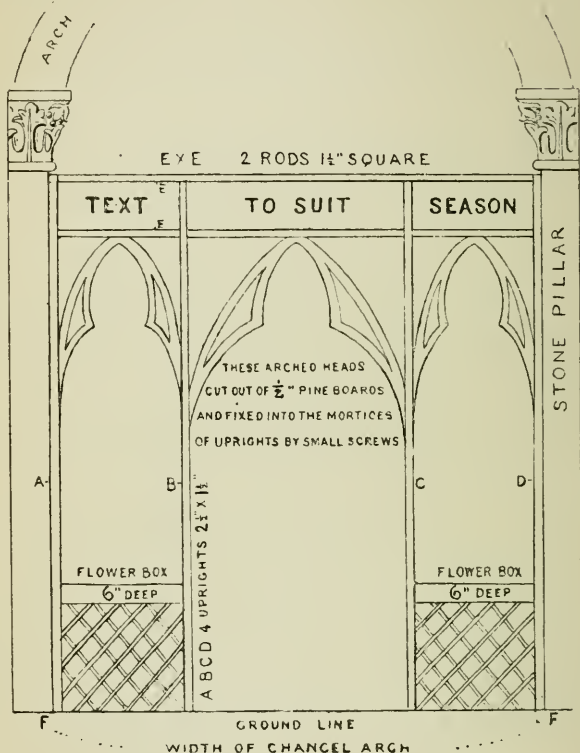 ARCH
EXE 2 RODS 1½" SQUARE
E
E
TEXT TO SUIT SEASON
STONE PILLAR
THESE ARCHED HEADS
CUT OUT OF ½" PINE BOARDS
AND FIXED INTO THE MORTICES
OF UPRIGHTS BY SMALL SCREWS
A B C D
A B C D 4 UPRIGHTS 2½" X 1½"
FLOWER BOX
6" DEEP
FLOWER BOX
6" DEEP
F GROUND LINE F
WIDTH OF CHANCEL ARCH